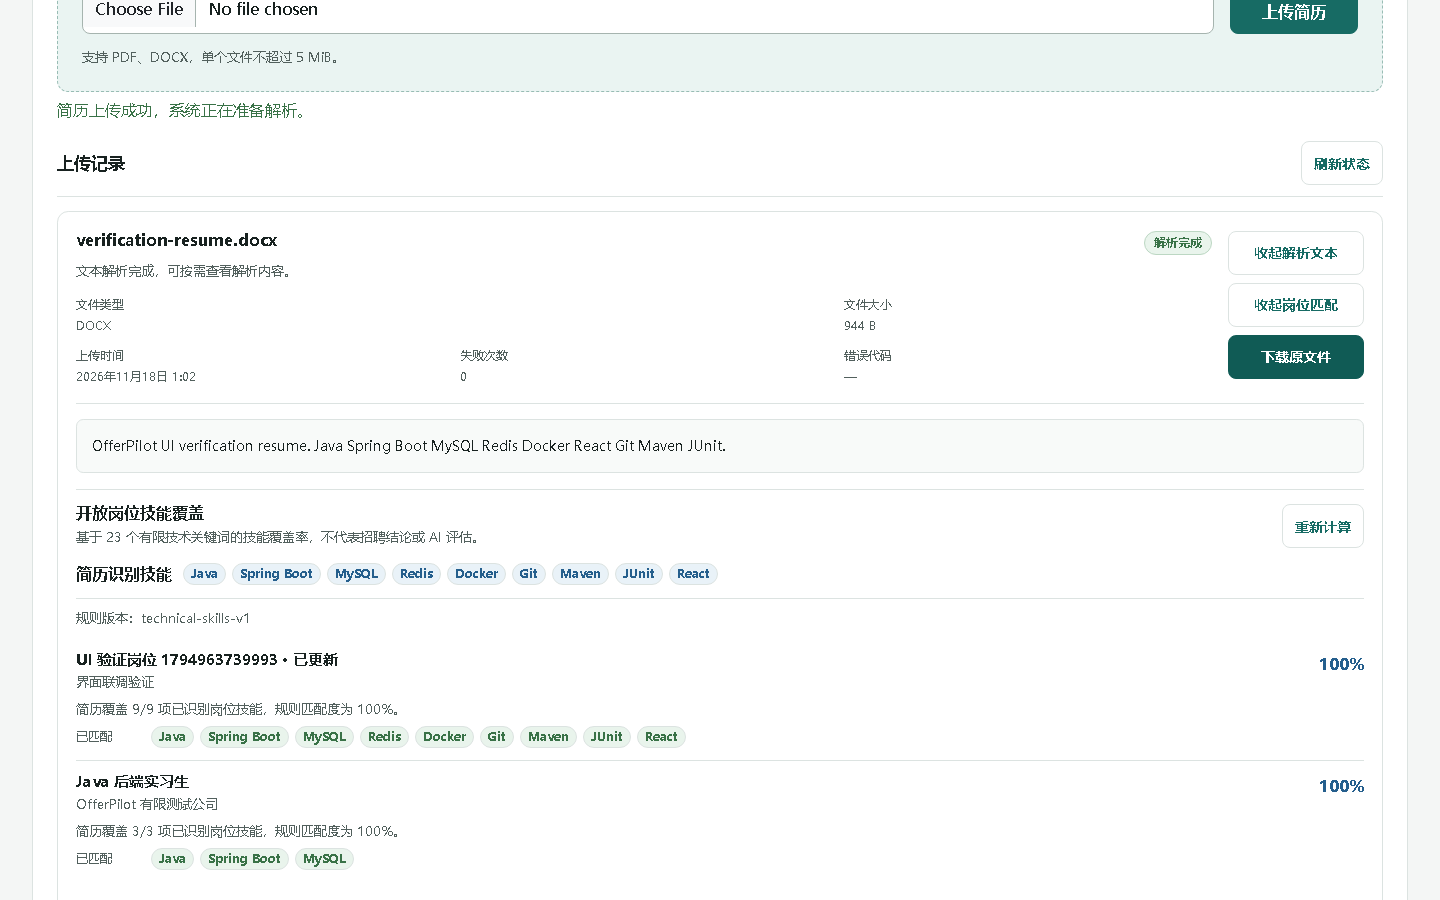 Choose File No file chosen
上传简历
支持 PDF、DOCX，单个文件不超过 5 MiB。
简历上传成功，系统正在准备解析。
上传记录
刷新状态
verification-resume.docx
解析完成
收起解析文本
文本解析完成，可按需查看解析内容。
文件类型
文件大小
收起岗位匹配
DOCX
944 B
上传时间
失败次数
错误代码
下载原文件
2026年11月18日 1:02
0
—
OfferPilot UI verification resume. Java Spring Boot MySQL Redis Docker React Git Maven JUnit.
开放岗位技能覆盖
基于 23 个有限技术关键词的技能覆盖率，不代表招聘结论或 AI 评估。
重新计算
简历识别技能 Java Spring Boot MySQL Redis Docker Git Maven JUnit React
规则版本：technical-skills-v1
UI 验证岗位 1794963739993 • 已更新
100%
界面联调验证
简历覆盖 9/9 项已识别岗位技能，规则匹配度为 100%。
已匹配 Java Spring Boot MySQL Redis Docker Git Maven JUnit React
Java 后端实习生
100%
OfferPilot 有限测试公司
简历覆盖 3/3 项已识别岗位技能，规则匹配度为 100%。
已匹配 Java Spring Boot MySQL